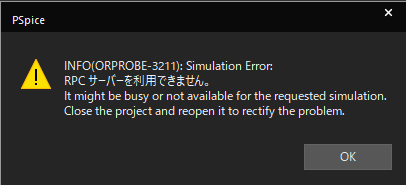 PSpice
INFO(ORPROBE-3211): Simulation Error:
RPC サーバーを利用できません。
It might be busy or not available for the requested simulation.
Close the project and reopen it to rectify the problem.
OK